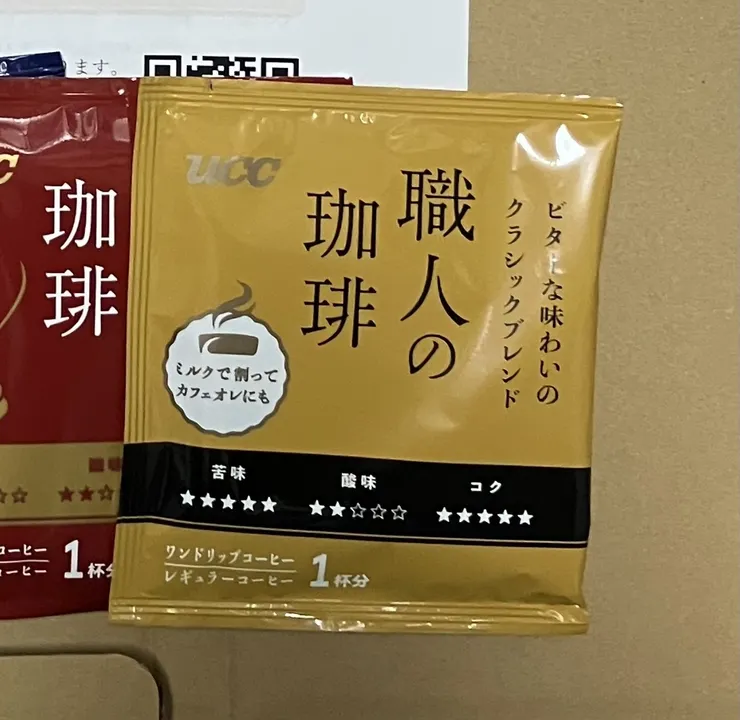 ます。
珈琲
1杯
ucc
職人の
珈琲
ビターな味わいの
クラシックブレンド
ミルクで割って
カフェオレにも
苦味
酸味
コク
★★★★★
★★☆☆☆
★★★★★
ワンドリップコーヒー
レギュラーコーヒー
1杯分